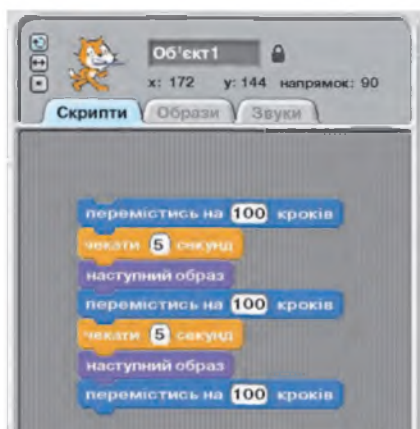 Об'єкт1
x: 172 y: 144 напрямок: 90
Скрипти Образи Звуки
перемістись на 100 кроків
чекати 5 секунд
наступний образ
перемістись на 100 кроків
чекати 5 секунд
наступний образ
перемістись на 100 кроків